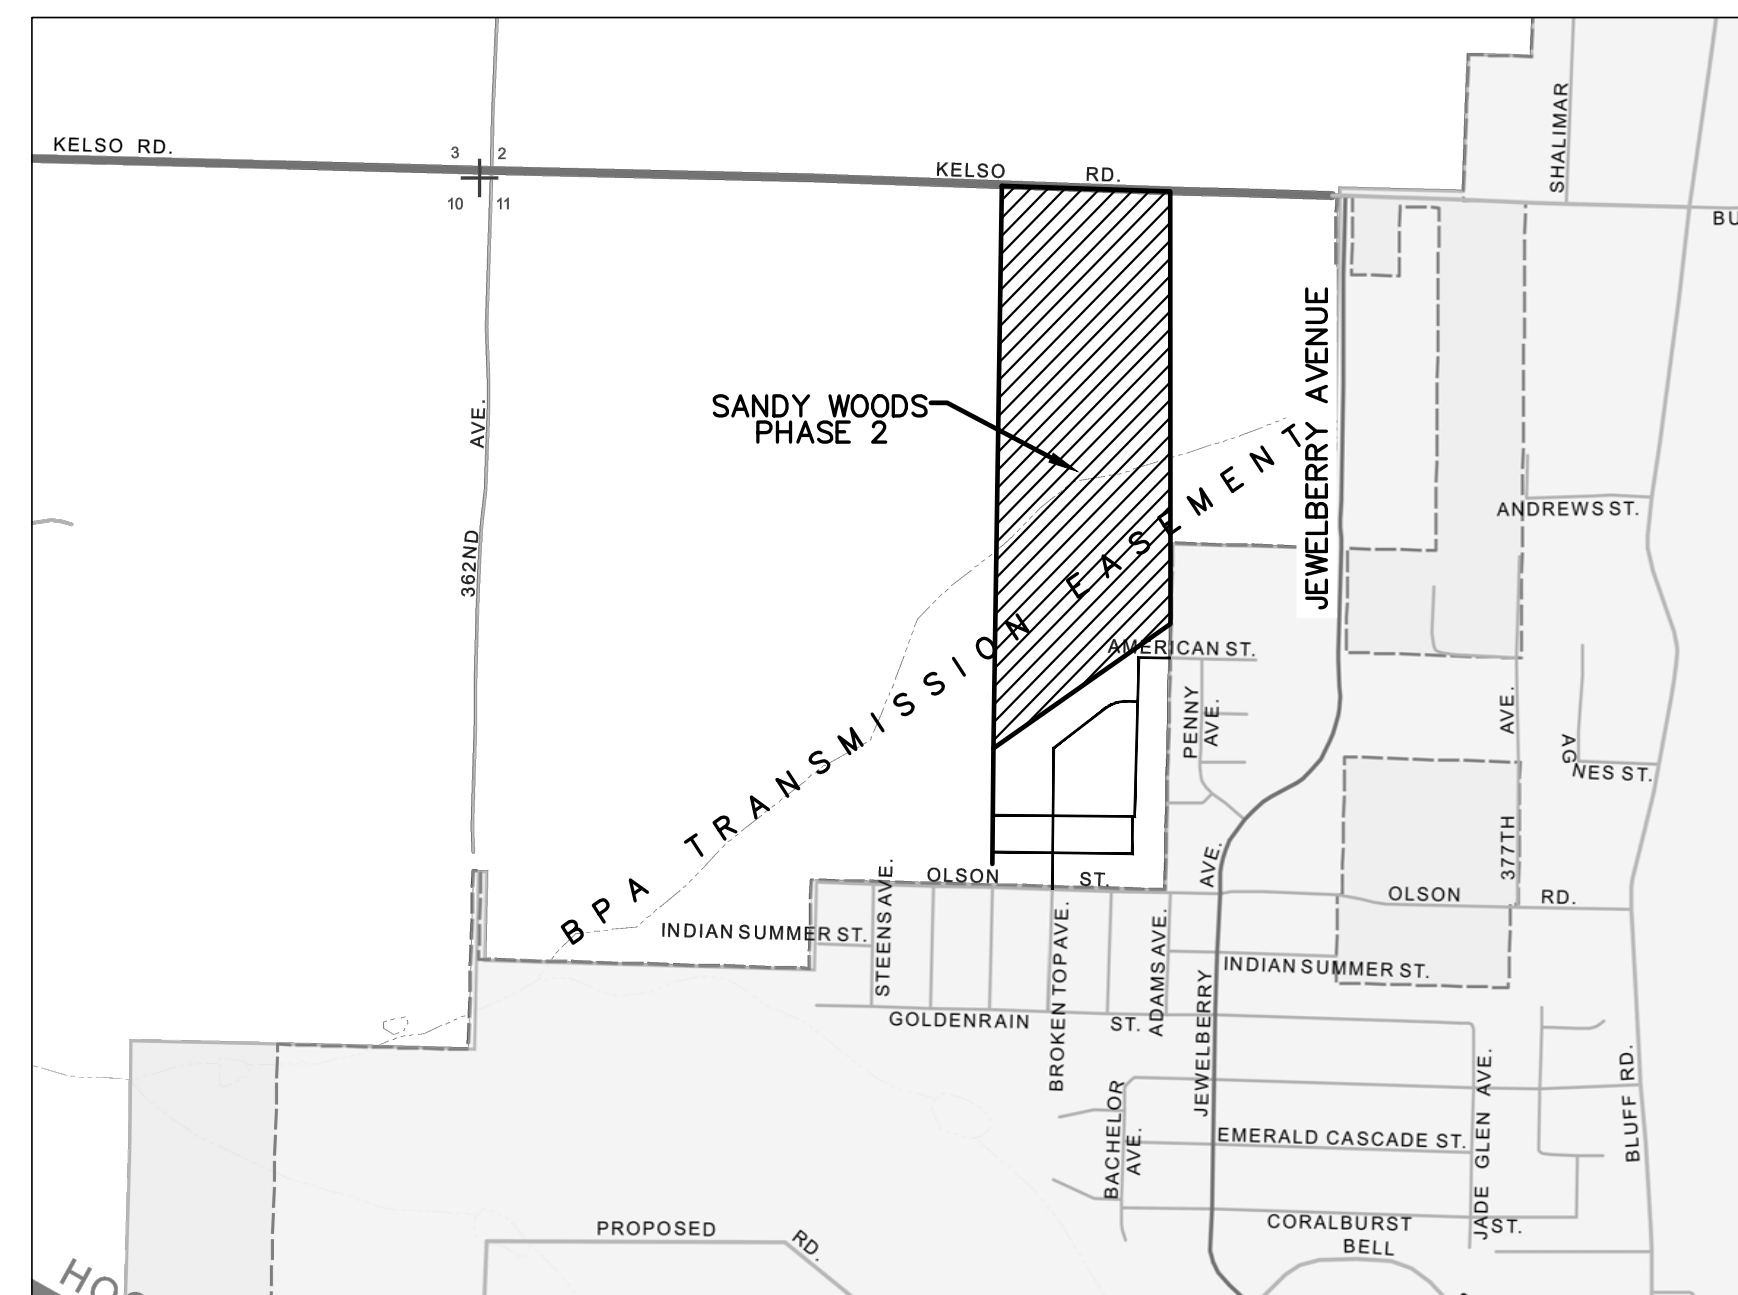 SHALIMAR
KELSO RD.
3 2
KELSO RD.
10 11
BU
JEWELBERRY AVENUE
SANDY WOODS
PHASE 2
362ND AVE.
BPA TRANSMISSION EASEMENT
ANDREWS ST.
AMERICAN ST.
PENNY
AVE.
377TH AVE.
AGNES ST.
OLSON ST.
OLSON RD.
INDIAN SUMMER ST.
STEENS AVE.
BROKEN TOP AVE.
ADAMS AVE.
JEWELBERRY AVE.
INDIAN SUMMER ST.
GOLDENRAIN ST.
BACHELOR
AVE.
EMERALD CASCADE ST.
JADE GLEN AVE.
BLUFF RD.
CORALBURST ST.
BELL
PROPOSED RD.
HOO